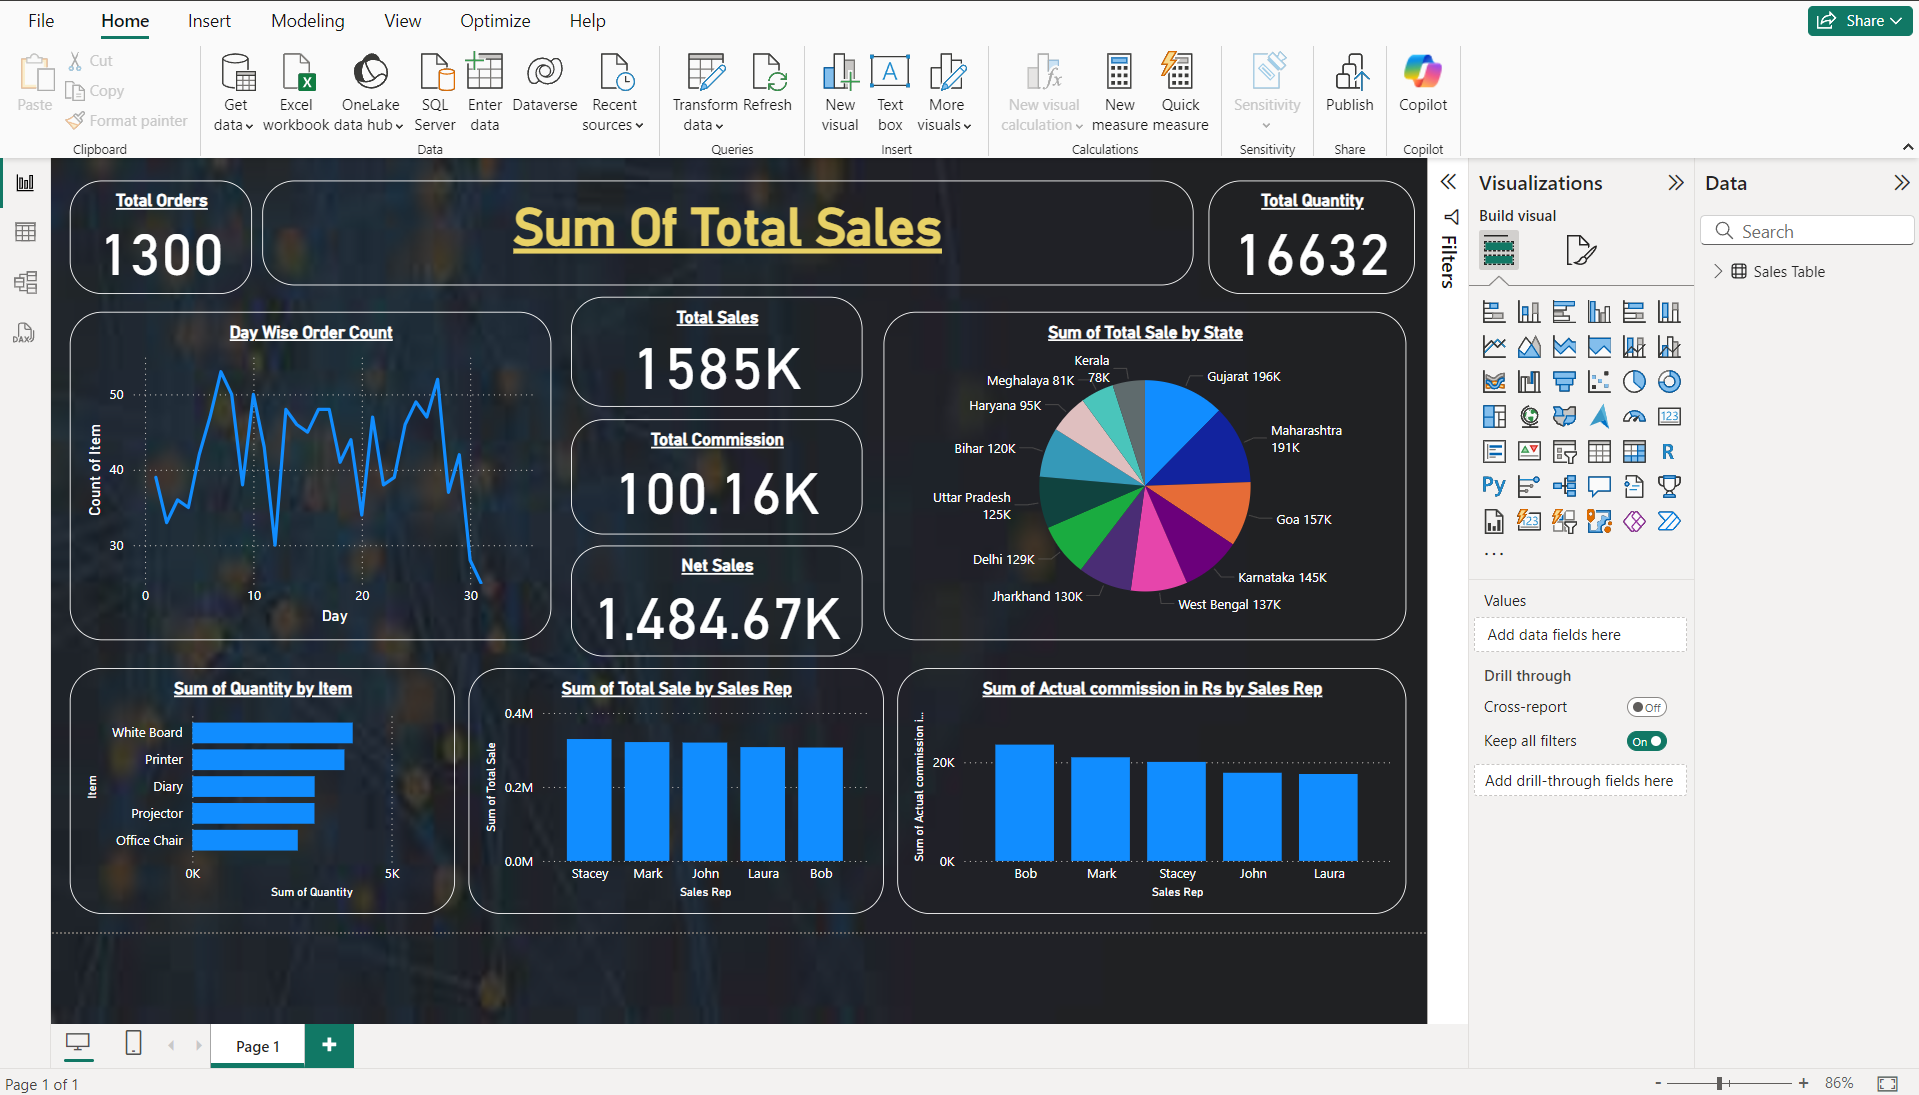 File Home Insert Modeling View Optimize Help
Share
Paste
Cut
Copy
Format painter
Clipboard
Get data
Excel workbook
OneLake data hub
SQL Server
Enter data
Dataverse
Recent sources
Data
Transform data
Refresh
Queries
New visual
Text box
More visuals
Insert
New visual calculation
New measure
Quick measure
Calculations
Sensitivity
Sensitivity
Publish
Share
Copilot
Copilot
Total Orders
1300
Sum Of Total Sales
Total Quantity
16632
Day Wise Order Count
Count of Item
50
40
30
0 10 20 30
Day
Total Sales
1585K
Total Commission
100.16K
Net Sales
1.484.67K
Sum of Total Sale by State
Kerala
78K
Gujarat 196K
Meghalaya 81K
Haryana 95K
Maharashtra
191K
Bihar 120K
Uttar Pradesh
125K
Goa 157K
Delhi 129K
Karnataka 145K
Jharkhand 130K
West Bengal 137K
Sum of Quantity by Item
Item
White Board
Printer
Diary
Projector
Office Chair
0K 5K
Sum of Quantity
Sum of Total Sale by Sales Rep
Sum of Total Sale
0.4M
0.2M
0.0M
Stacey Mark John Laura Bob
Sales Rep
Sum of Actual commission in Rs by Sales Rep
Sum of Actual commission i...
20K
0K
Bob Mark Stacey John Laura
Sales Rep
Filters
Visualizations
Build visual
123
R
Py
123
...
Values
Add data fields here
Drill through
Cross-report
Off
Keep all filters
On
Add drill-through fields here
Data
Search
Sales Table
DAX
Page 1
+
Page 1 of 1
- + 86%